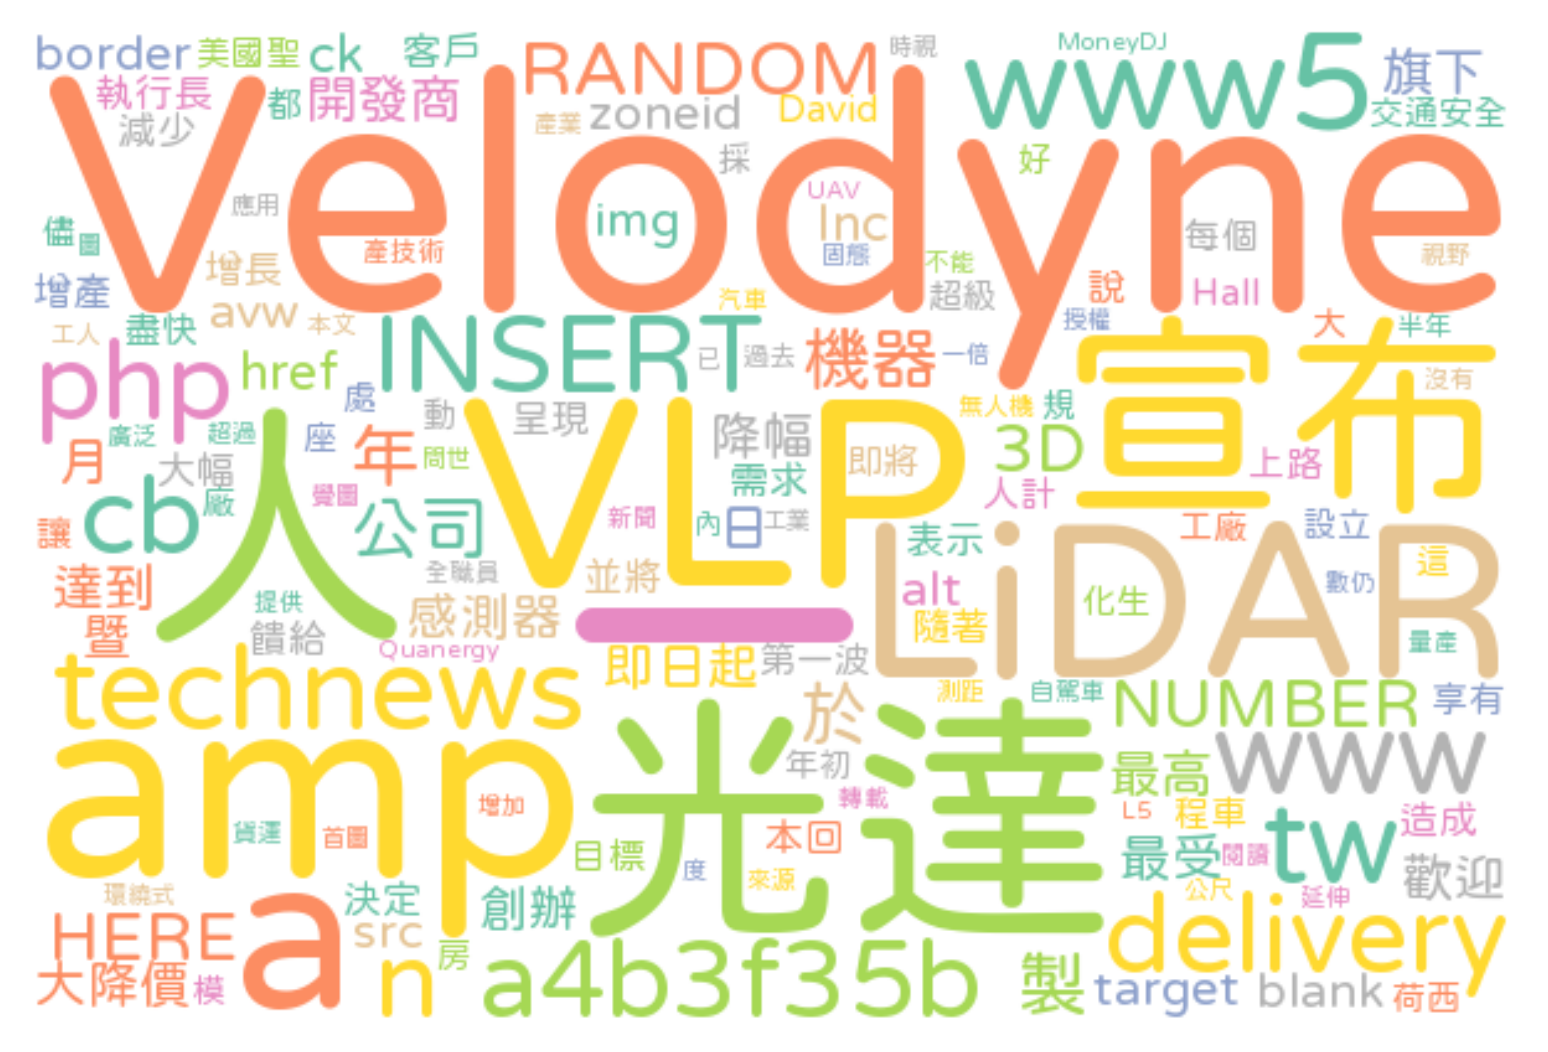 border 美國聖 ck 客戶 RANDOM 時視 MoneyDJ www5 旗下
執行長 都 開發商 產業 zoneid David 交通安全
減少 Velodyne 採 UAV 好
應用 img Inc 每個
儘 圖 產技術 固態 不能 視野
增產 增長 汽車 超級 說 Hall
avw 本文 授權 大 半年
工人 盡快 INSERT 已 過去 機器 一倍 宣布
php href 處 沒有
動 呈現 降幅 無人機 規
廣泛 超過 座 年 問世 VLP 即將 3D 上路
月 大幅 需求 人計
cb 廠 人 公司 新聞 內 日 工業 表示 工廠 設立
讓 全職員 並將 LiDAR 這
達到 提供 感測器 一 alt 化生 數仍
暨 饋給 Quanergy 隨著 量產
technews 即日起 第一波 測距 自駕車 NUMBER 享有
於 www
amp 光達 年初 最高
貨運 首圖 增加 轉載 L5 程車 造成
目標 本回 最受 閱讀 tw 歡迎
環繞式 決定 創辦 度 來源 公尺 延伸
HERE a src delivery
大降價 模 n 房 a4b3f35b 製 target blank 荷西